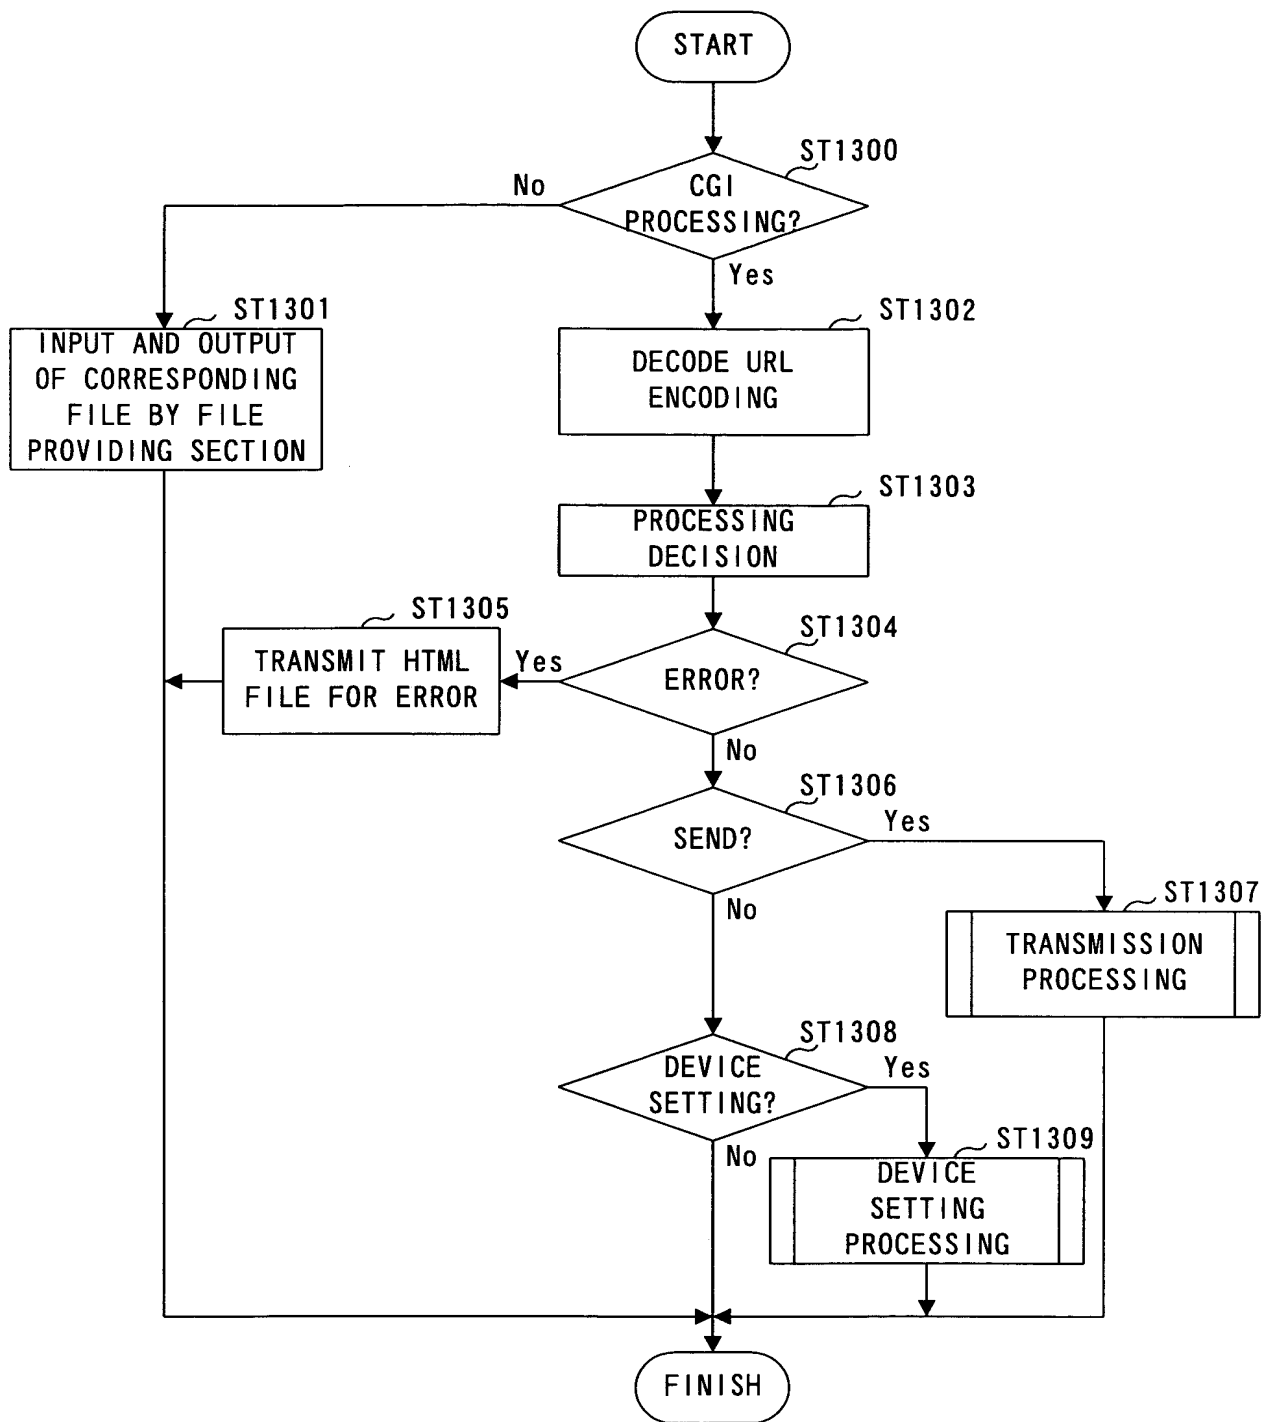 START
ST1300
No
CGI
PROCESSING?
Yes
ST1301
INPUT AND OUTPUT
OF CORRESPONDING
FILE BY FILE
PROVIDING SECTION
ST1302
DECODE URL
ENCODING
ST1303
PROCESSING
DECISION
ST1305
TRANSMIT HTML
FILE FOR ERROR
Yes
ST1304
ERROR?
No
ST1306
SEND?
Yes
No
ST1307
TRANSMISSION
PROCESSING
ST1308
DEVICE
SETTING?
Yes
No
ST1309
DEVICE
SETTING
PROCESSING
FINISH